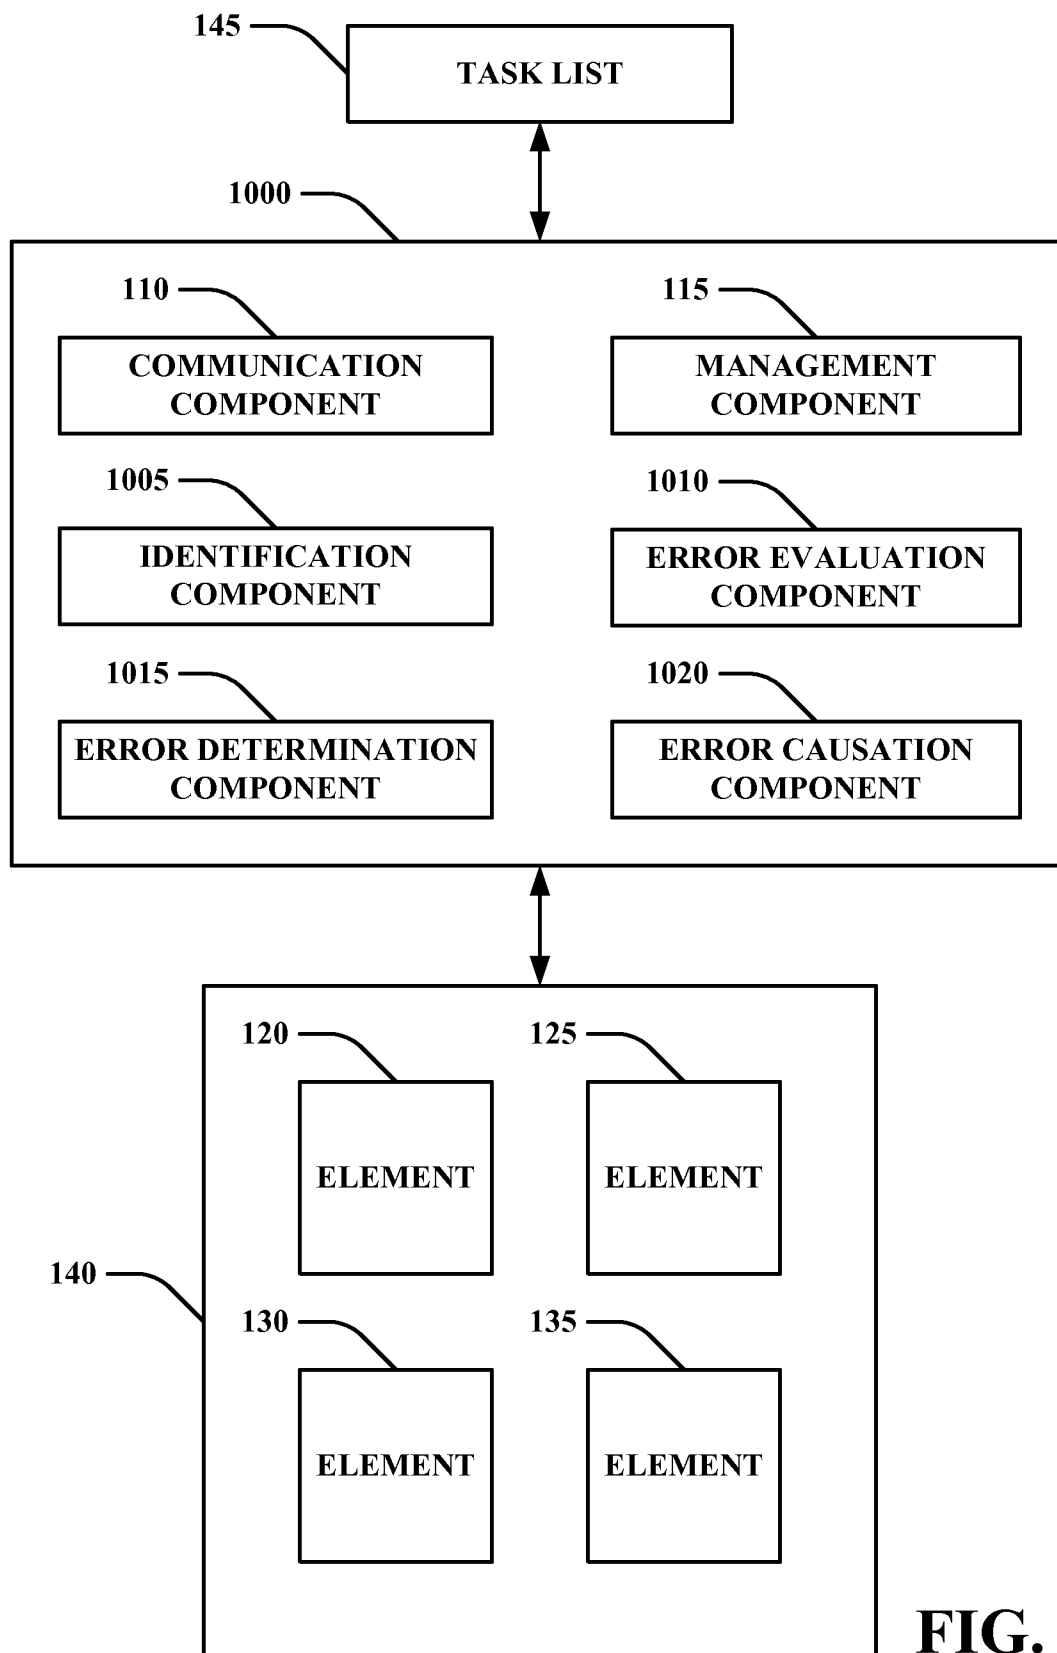 145
TASK LIST
1000
110
115
COMMUNICATION
COMPONENT
MANAGEMENT
COMPONENT
1005
1010
IDENTIFICATION
COMPONENT
ERROR EVALUATION
COMPONENT
1015
1020
ERROR DETERMINATION
COMPONENT
ERROR CAUSATION
COMPONENT
120
125
ELEMENT
ELEMENT
140
130
135
ELEMENT
ELEMENT
FIG.